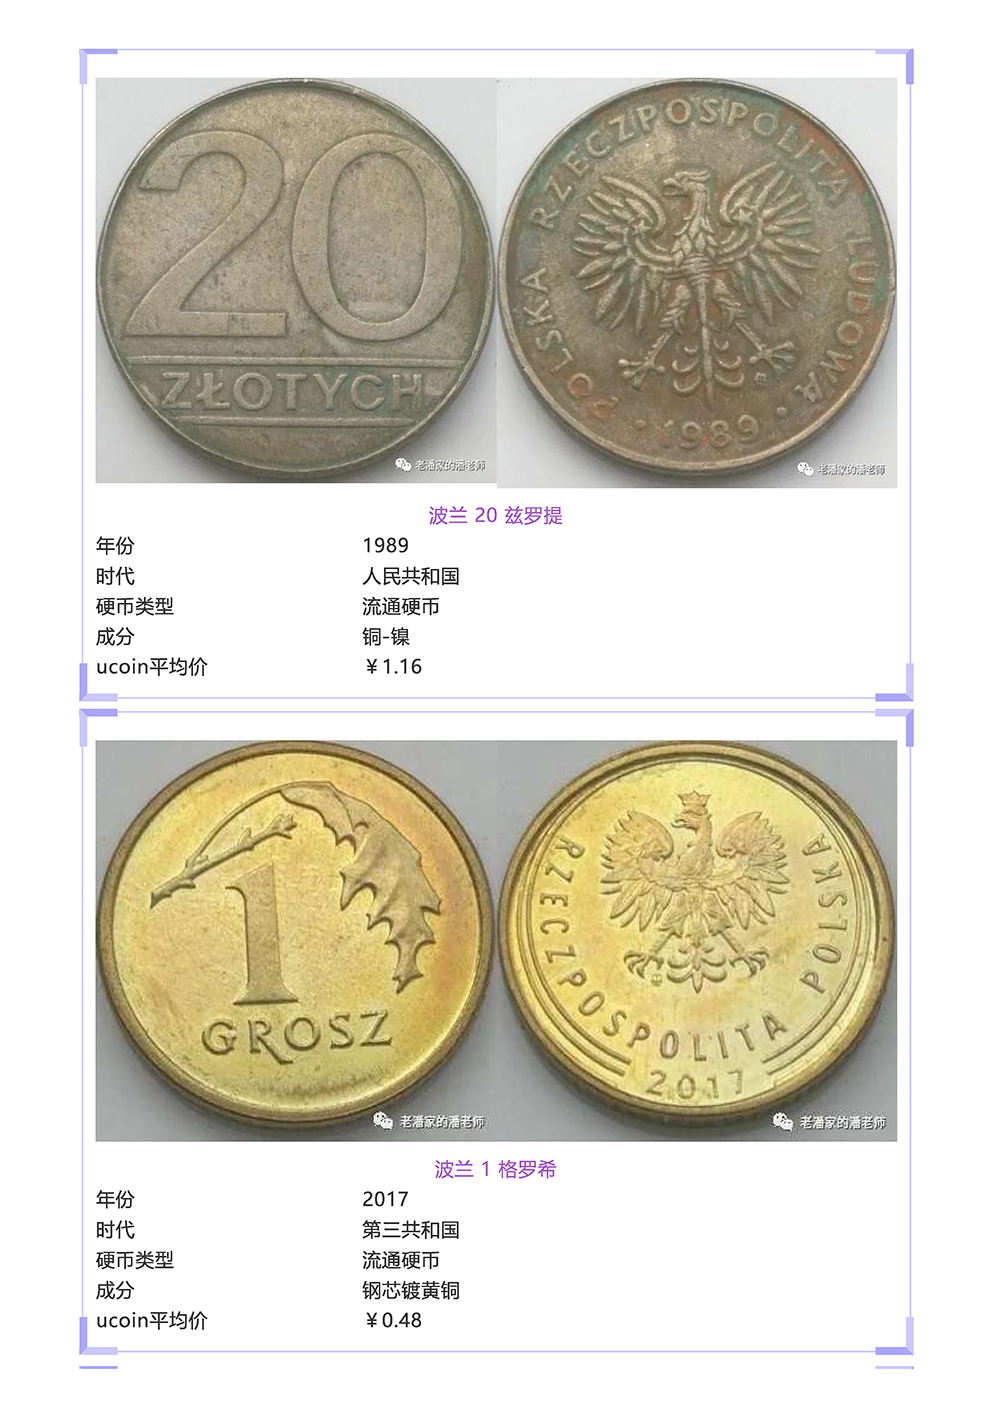 20
ZŁOTYCH
POLSKA RZECZPOSPOLITA LUDOWA
1989
老潘家的潘老师
老潘家的潘老师
波兰 20 兹罗提
年份 1989
时代 人民共和国
硬币类型 流通硬币
成分 铜-镍
ucoin平均价 ￥1.16
1
GROSZ
RZECZPOSPOLITA POLSKA
2017
老潘家的潘老师
老潘家的潘老师
波兰 1 格罗希
年份 2017
时代 第三共和国
硬币类型 流通硬币
成分 钢芯镀黄铜
ucoin平均价 ￥0.48